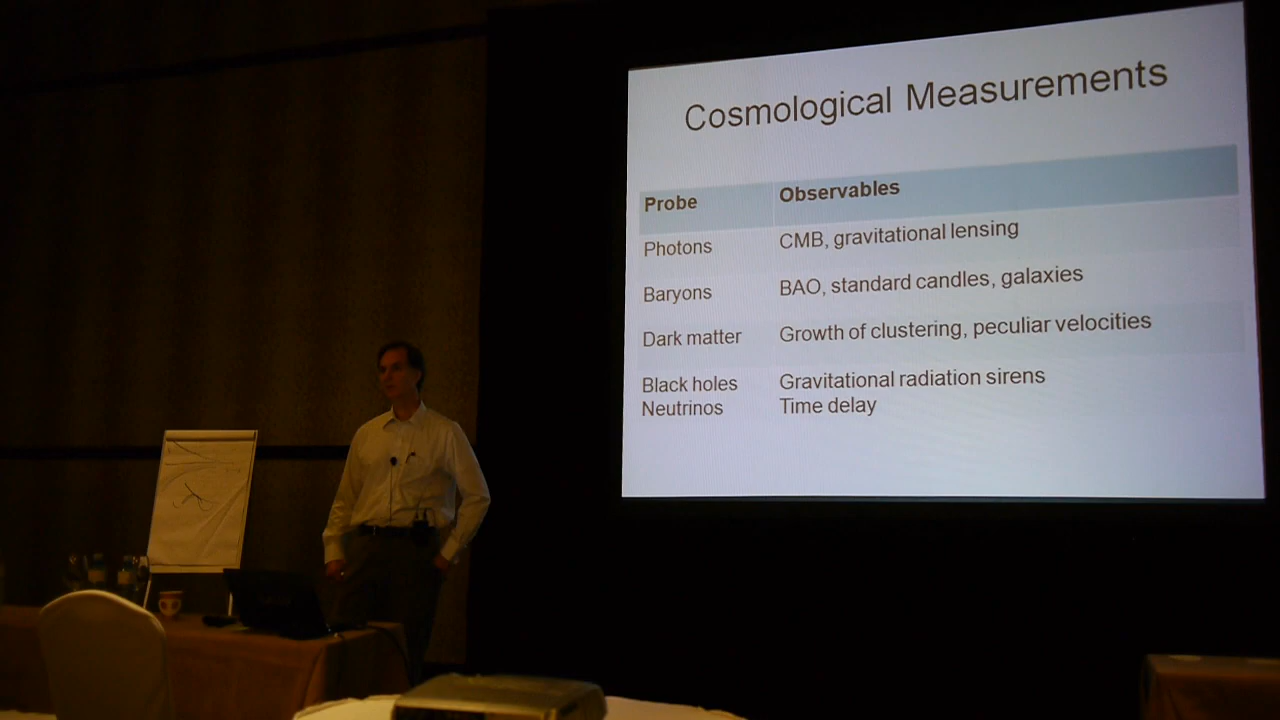 Cosmological Measurements
Probe Observables
Photons CMB, gravitational lensing
Baryons BAO, standard candles, galaxies
Dark matter Growth of clustering, peculiar velocities
Black holes Gravitational radiation sirens
Neutrinos Time delay